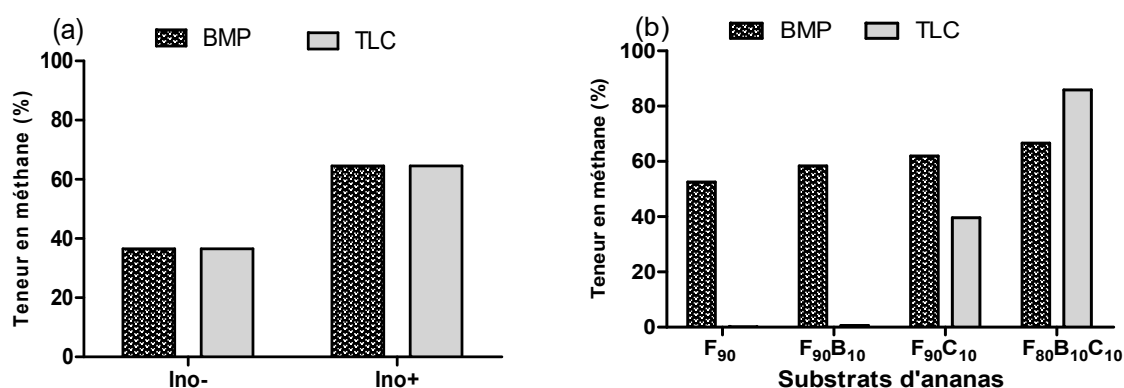 (a)
BMP TLC
Teneur en méthane (%)
100
80
60
40
20
0
Ino- Ino+
(b)
BMP TLC
Teneur en méthane (%)
100
80
60
40
20
0
F₉₀ F₉₀B₁₀ F₉₀C₁₀ F₈₀B₁₀C₁₀
Substrats d'ananas